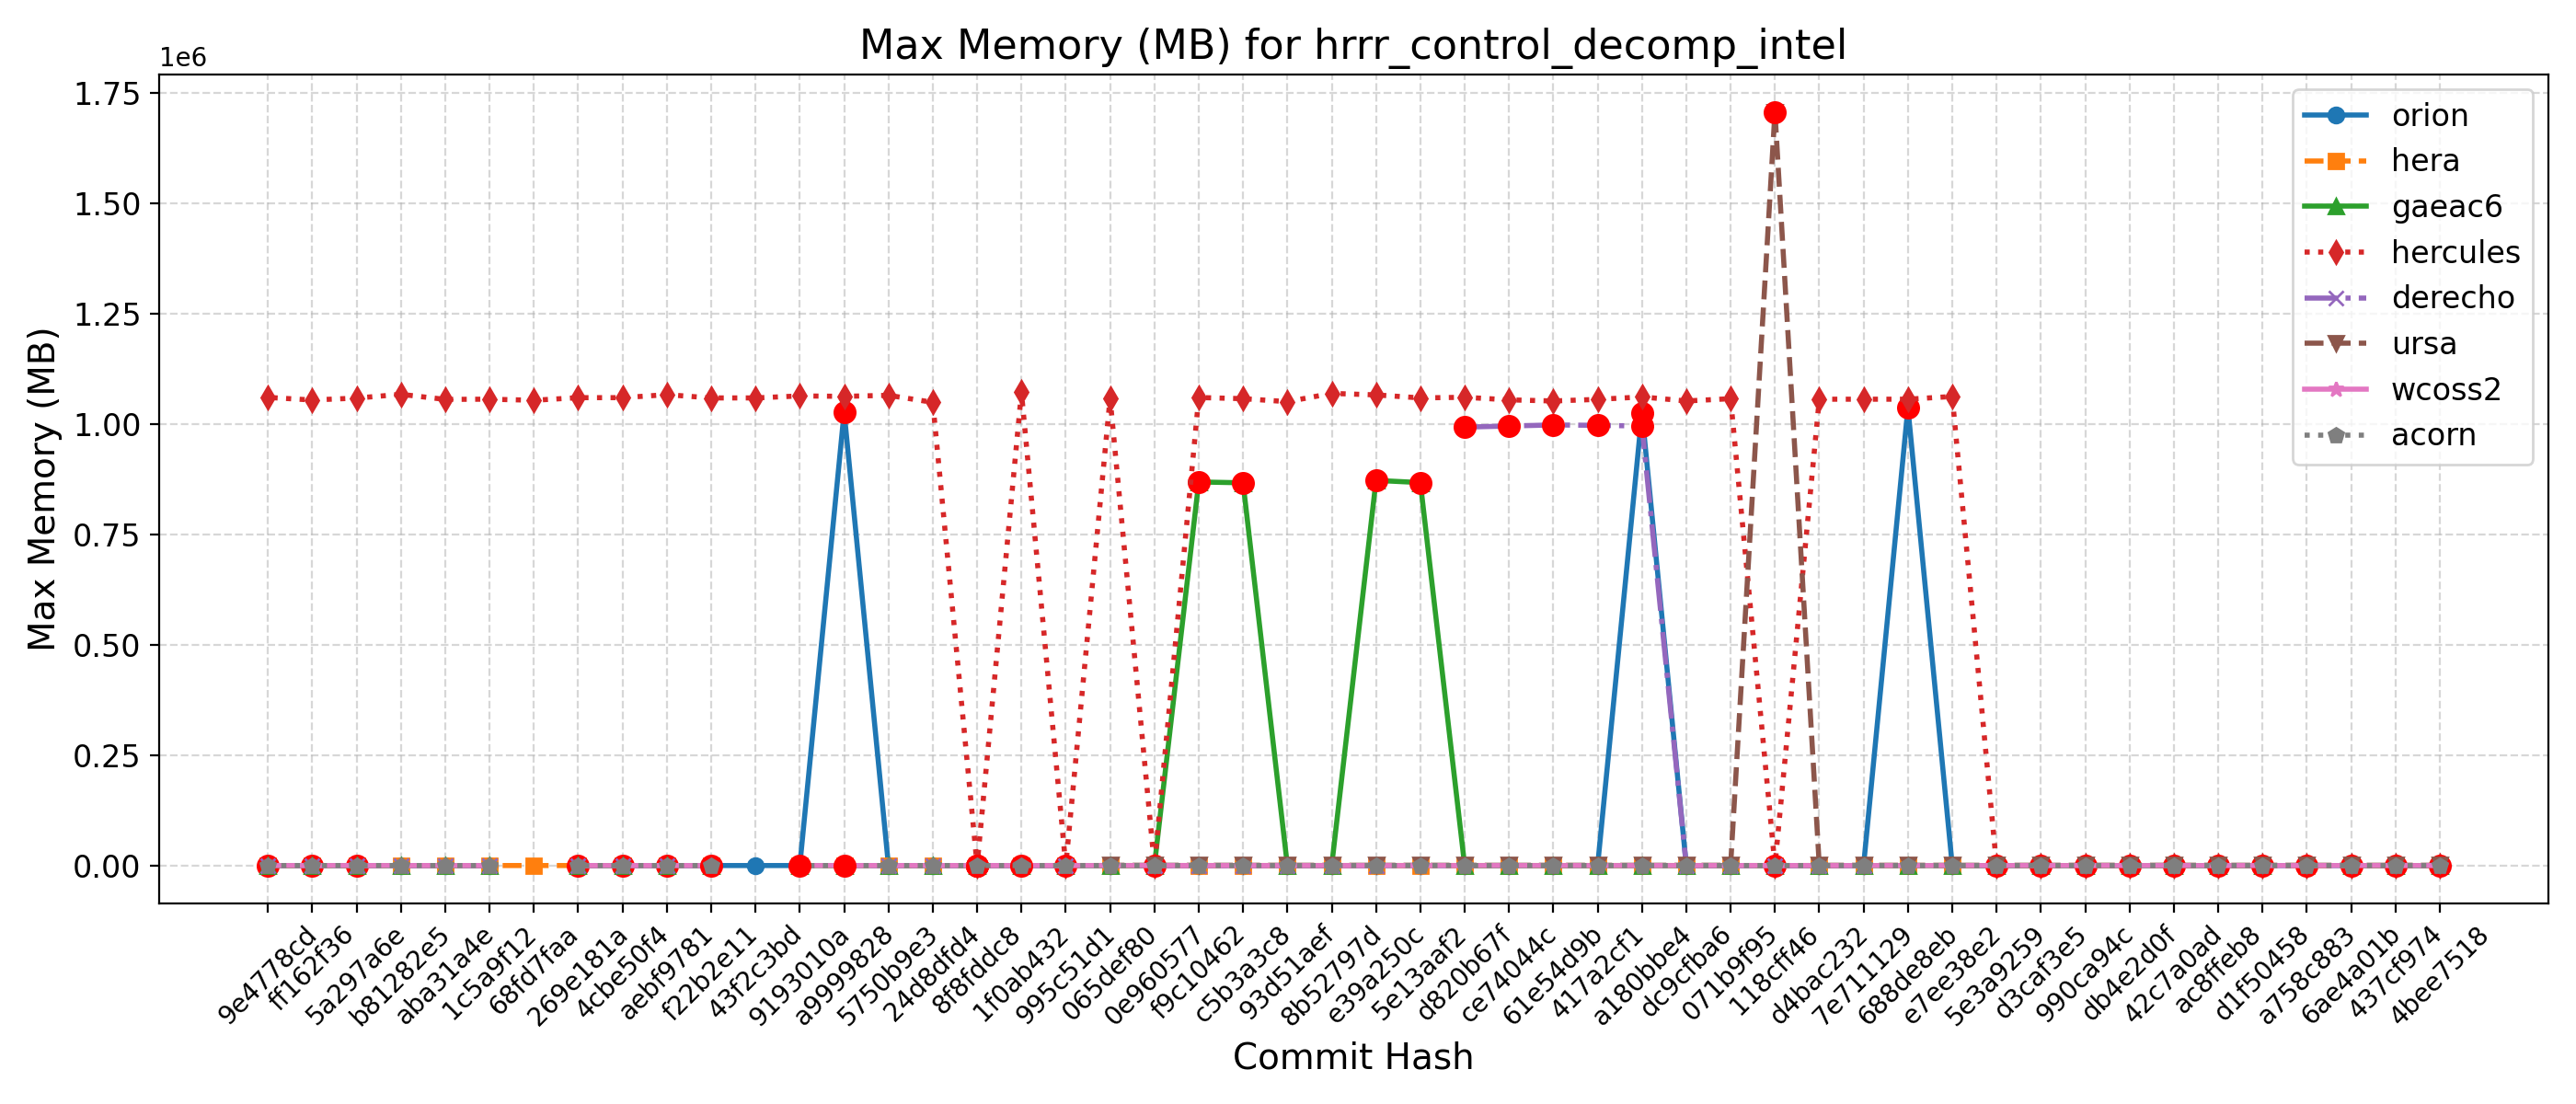 Max Memory (MB) for hrrr_control_decomp_intel
1e6
1.75
1.50
1.25
1.00
0.75
0.50
0.25
0.00
Max Memory (MB)
orion
hera
gaeac6
hercules
derecho
ursa
wcoss2
acorn
9e4778cd
ff162f36
5a297a6e
b81282e5
aba31a4e
1c5a9f12
68fd7faa
269e181a
4cbe50f4
aebf9781
f22b2e11
43f2c3bd
9193010a
a9999828
5750b9e3
24d8dfd4
8f8fddc8
1f0ab432
995c51d1
065def80
0e960577
f9c10462
c5b3a3c8
93d51aef
8b52797d
e39a250c
5e13aaf2
d820b67f
ce74044c
61e54d9b
417a2cf1
a180bbe4
dc9cfba6
071b9f95
118cff46
d4bac232
7e711129
688de8eb
e7ee38e2
5e3a9259
d3caf3e5
990ca94c
db4e2d0f
42c7a0ad
ac8ffeb8
d1f50458
a758c883
6ae4a01b
437cf974
4bee7518
Commit Hash